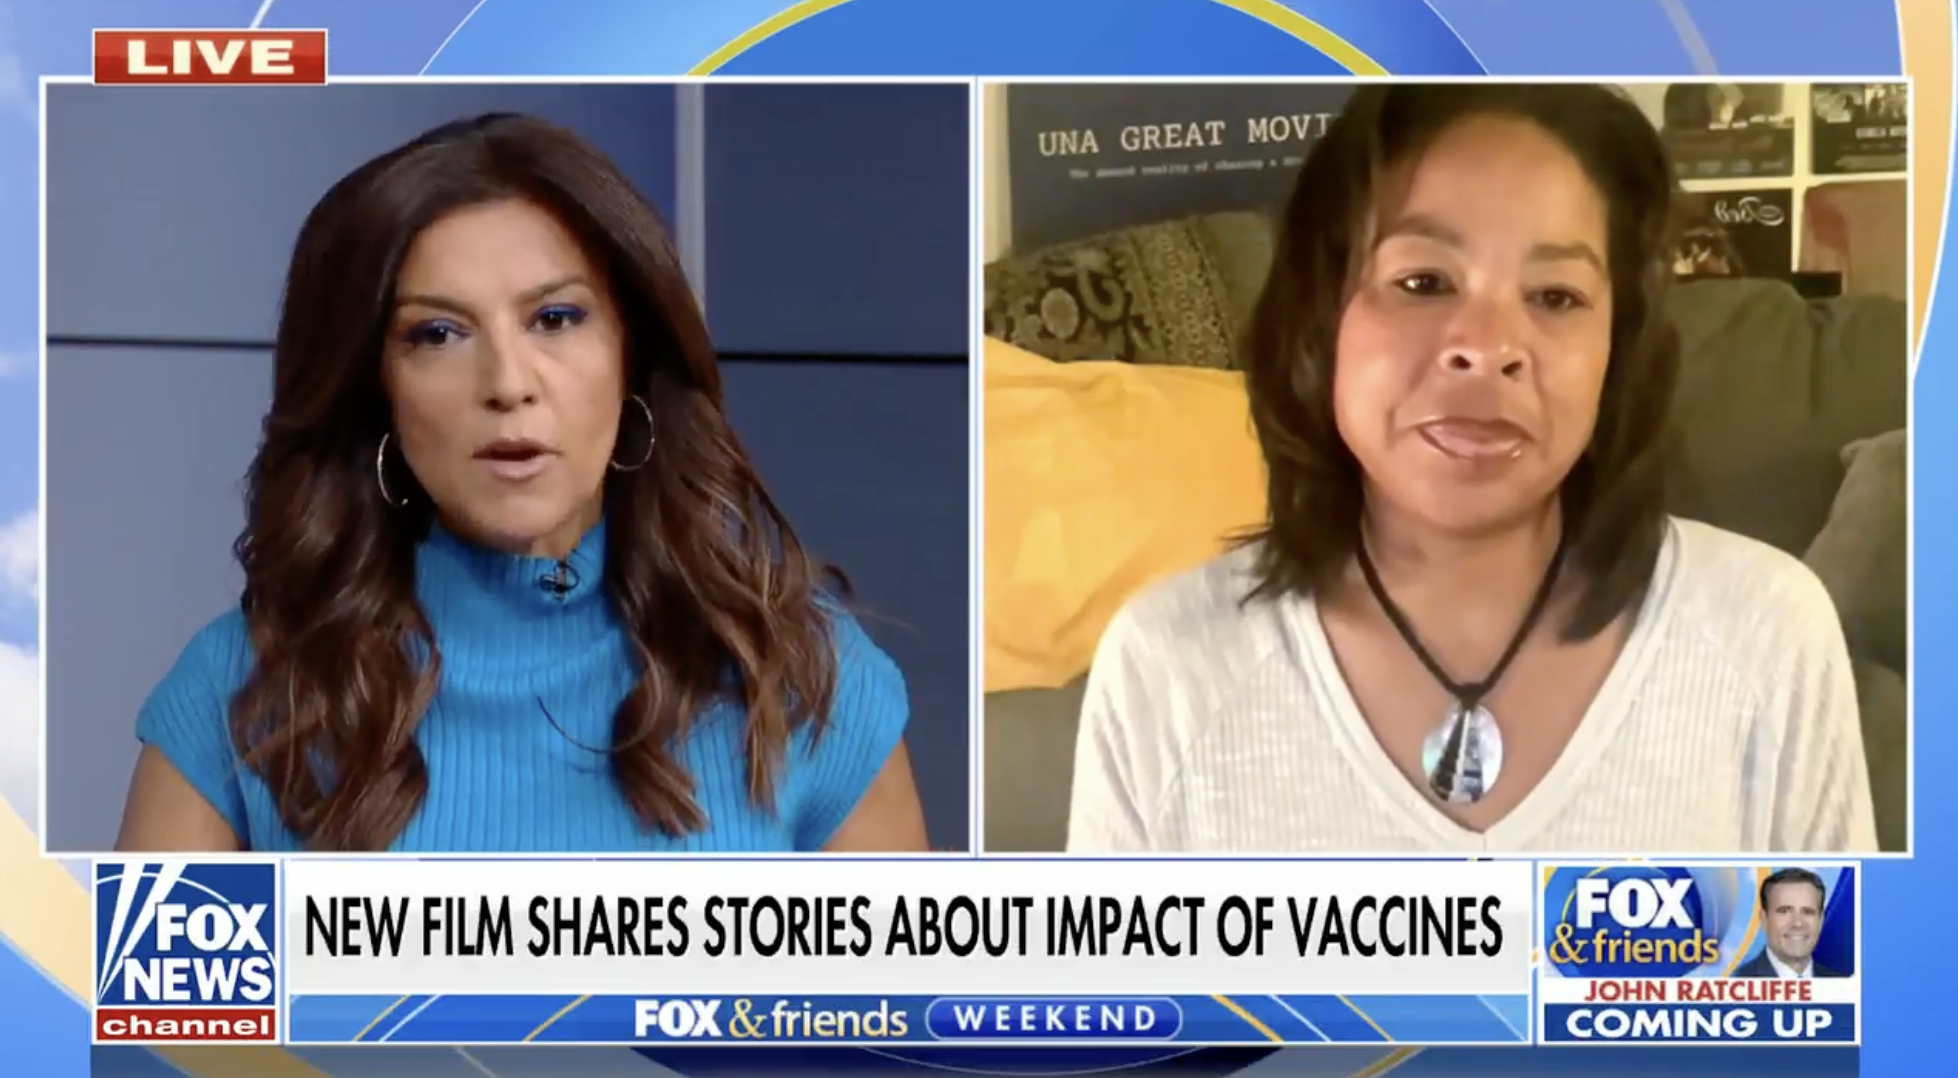 LIVE
UNA GREAT MOVI
NEW FILM SHARES STORIES ABOUT IMPACT OF VACCINES
FOX
NEWS
channel
FOX & friends WEEKEND
FOX
& friends
JOHN RATCLIFFE
COMING UP